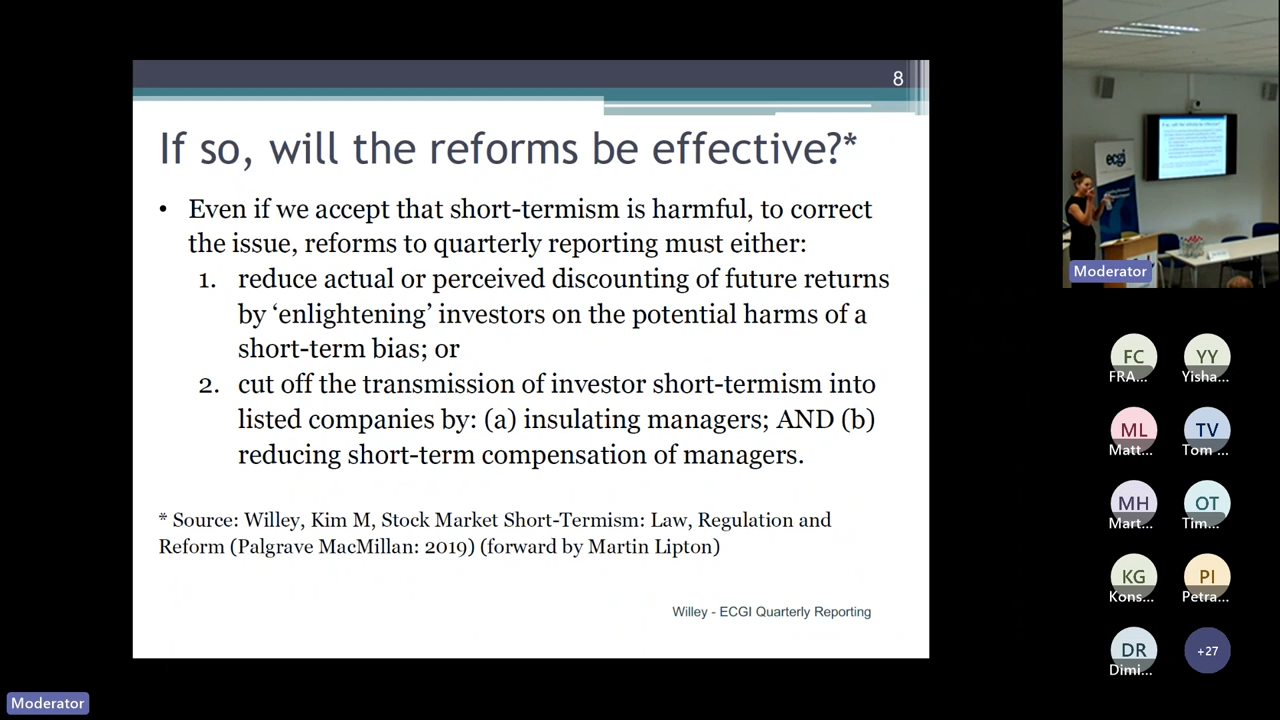 8
If so, will the reforms be effective?*
• Even if we accept that short-termism is harmful, to correct
the issue, reforms to quarterly reporting must either:
1. reduce actual or perceived discounting of future returns
by ‘enlightening’ investors on the potential harms of a
short-term bias; or
2. cut off the transmission of investor short-termism into
listed companies by: (a) insulating managers; AND (b)
reducing short-term compensation of managers.
* Source: Willey, Kim M, Stock Market Short-Termism: Law, Regulation and
Reform (Palgrave MacMillan: 2019) (forward by Martin Lipton)
Willey - ECGI Quarterly Reporting
Moderator
ecgi
Moderator
FC
FRA...
YY
Yisha...
ML
Matt...
TV
Tom ...
MH
Mart...
OT
Tim...
KG
Kons...
PI
Petra...
DR
Dimi...
+27